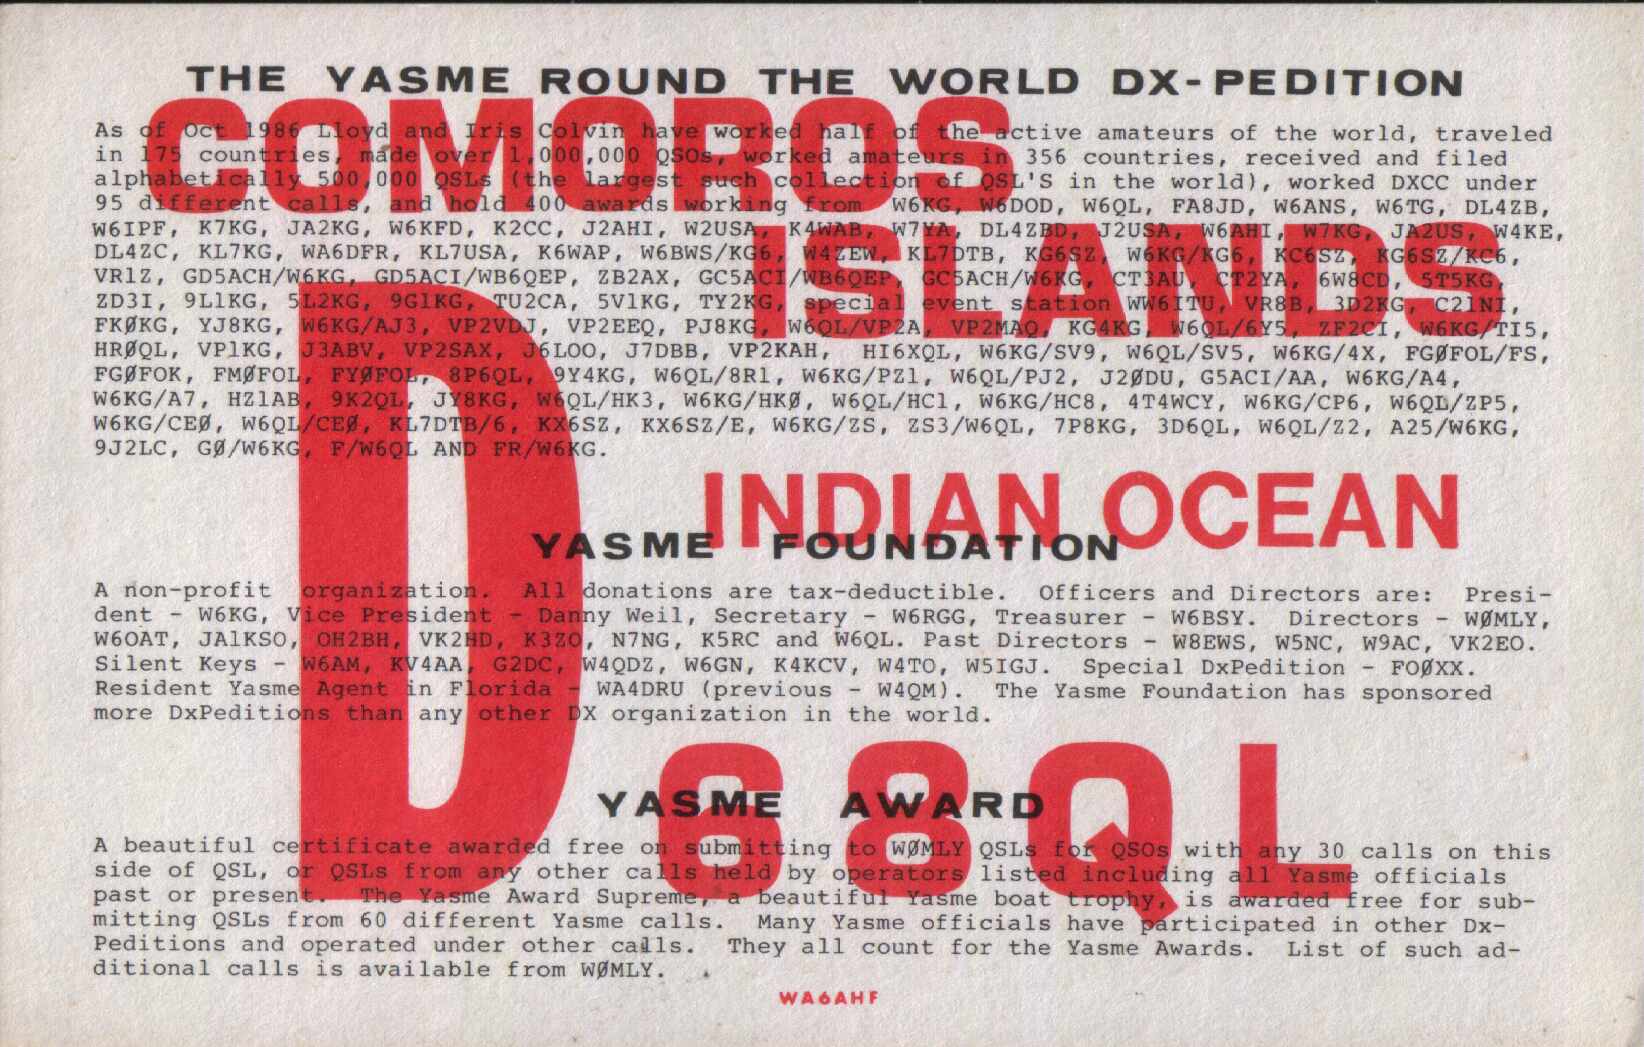 THE YASME ROUND THE WORLD DX-PEDITION
COMOROS
As of Oct 1986 Lloyd and Iris Colvin have worked half of the active amateurs of the world, traveled
in 175 countries, made over 1,000,000 QSOs, worked amateurs in 356 countries, received and filed
alphabetically 500,000 QSLs (the largest such collection of QSL'S in the world), worked DXCC under
95 different calls, and hold 400 awards working from W6KG, W6DOD, W6QL, FA8JD, W6ANS, W6TG, DL4ZB,
W6IPF, K7KG, JA2KG, W6KFD, K2CC, J2AHI, W2USA, K4WAB, W7YA, DL4ZBD, J2USA, W6AHI, W7KG, JA2US, W4KE,
ISLANDS
DL4ZC, KL7KG, WA6DFR, KL7USA, K6WAP, W6BWS/KG6, W4ZEW, KL7DTB, KG6SZ, W6KG/KG6, KC6SZ, KG6SZ/KC6,
VR1Z, GD5ACH/W6KG, GD5ACI/WB6QEP, ZB2AX, GC5ACI/WB6QEP, GC5ACH/W6KG, CT3AU, CT2YA, 6W8CD, 5T5KG,
ZD3I, 9L1KG, 5L2KG, 9G1KG, TU2CA, 5V1KG, TY2KG, special event station WW6ITU, VR8B, 3D2KG, C21NI,
FKØKG, YJ8KG, W6KG/AJ3, VP2VDJ, VP2EEQ, PJ8KG, W6QL/VP2A, VP2MAQ, KG4KG, W6QL/6Y5, ZF2CI, W6KG/TI5,
HRØQL, VP1KG, J3ABV, VP2SAX, J6LOO, J7DBB, VP2KAH, HI6XQL, W6KG/SV9, W6QL/SV5, W6KG/4X, FGØFOL/FS,
FGØFOK, FMØFOL, FYØFOL, 8P6QL, 9Y4KG, W6QL/8R1, W6KG/PZ1, W6QL/PJ2, J2ØDU, G5ACI/AA, W6KG/A4,
W6KG/A7, HZ1AB, 9K2QL, JY8KG, W6QL/HK3, W6KG/HKØ, W6QL/HC1, W6KG/HC8, 4T4WCY, W6KG/CP6, W6QL/ZP5,
W6KG/CEØ, W6QL/CEØ, KL7DTB/6, KX6SZ, KX6SZ/E, W6KG/ZS, ZS3/W6QL, 7P8KG, 3D6QL, W6QL/Z2, A25/W6KG,
9J2LC, GØ/W6KG, F/W6QL AND FR/W6KG.
INDIAN OCEAN
YASME FOUNDATION
A non-profit organization. All donations are tax-deductible. Officers and Directors are: Presi-
dent - W6KG, Vice President - Danny Weil, Secretary - W6RGG, Treasurer - W6BSY. Directors - WØMLY,
W6OAT, JA1KSO, OH2BH, VK2HD, K3ZO, N7NG, K5RC and W6QL. Past Directors - W8EWS, W5NC, W9AC, VK2EO.
Silent Keys - W6AM, KV4AA, G2DC, W4QDZ, W6GN, K4KCV, W4TO, W5IGJ. Special DxPedition - FOØXX.
Resident Yasme Agent in Florida - WA4DRU (previous - W4QM). The Yasme Foundation has sponsored
more DxPeditions than any other DX organization in the world.
D68QL
YASME AWARD
A beautiful certificate awarded free on submitting to WØMLY QSLs for QSOs with any 30 calls on this
side of QSL, or QSLs from any other calls held by operators listed including all Yasme officials
past or present. The Yasme Award Supreme, a beautiful Yasme boat trophy, is awarded free for sub-
mitting QSLs from 60 different Yasme calls. Many Yasme officials have participated in other Dx-
Peditions and operated under other calls. They all count for the Yasme Awards. List of such ad-
ditional calls is available from WØMLY.
WA6AHF